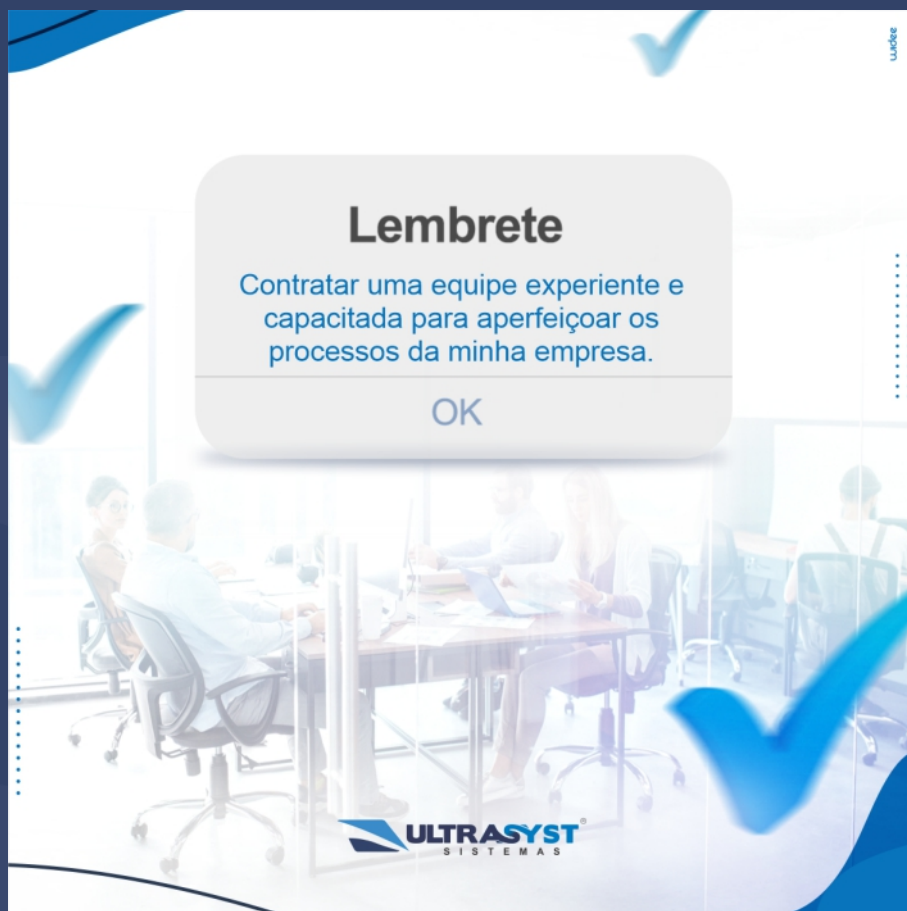 Lembrete
Contratar uma equipe experiente e
capacitada para aperfeiçoar os
processos da minha empresa.
OK
ULTRASYST®
SISTEMAS